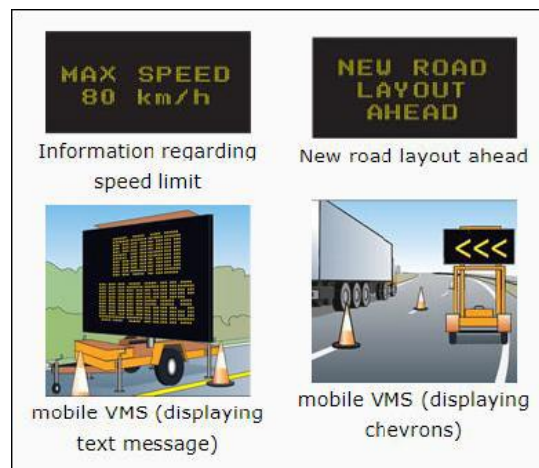 MAX SPEED
80 km/h
Information regarding
speed limit
NEW ROAD
LAYOUT
AHEAD
New road layout ahead
ROAD
WORKS
mobile VMS (displaying
text message)
<<<
mobile VMS (displaying
chevrons)